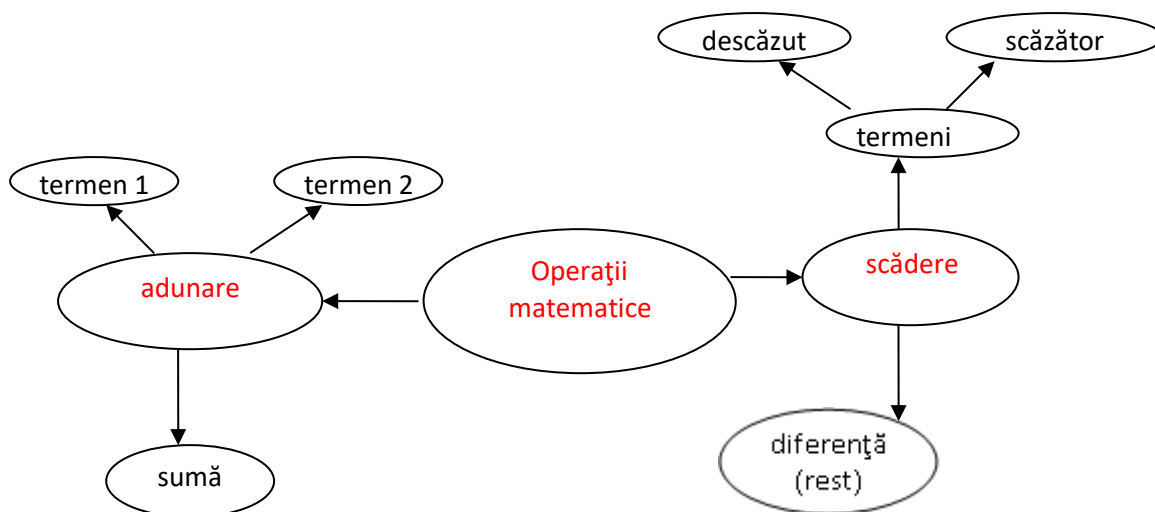 descăzut
scăzător
termeni
termen 1
termen 2
Operaţii
matematice
scădere
adunare
diferenţă
(rest)
sumă